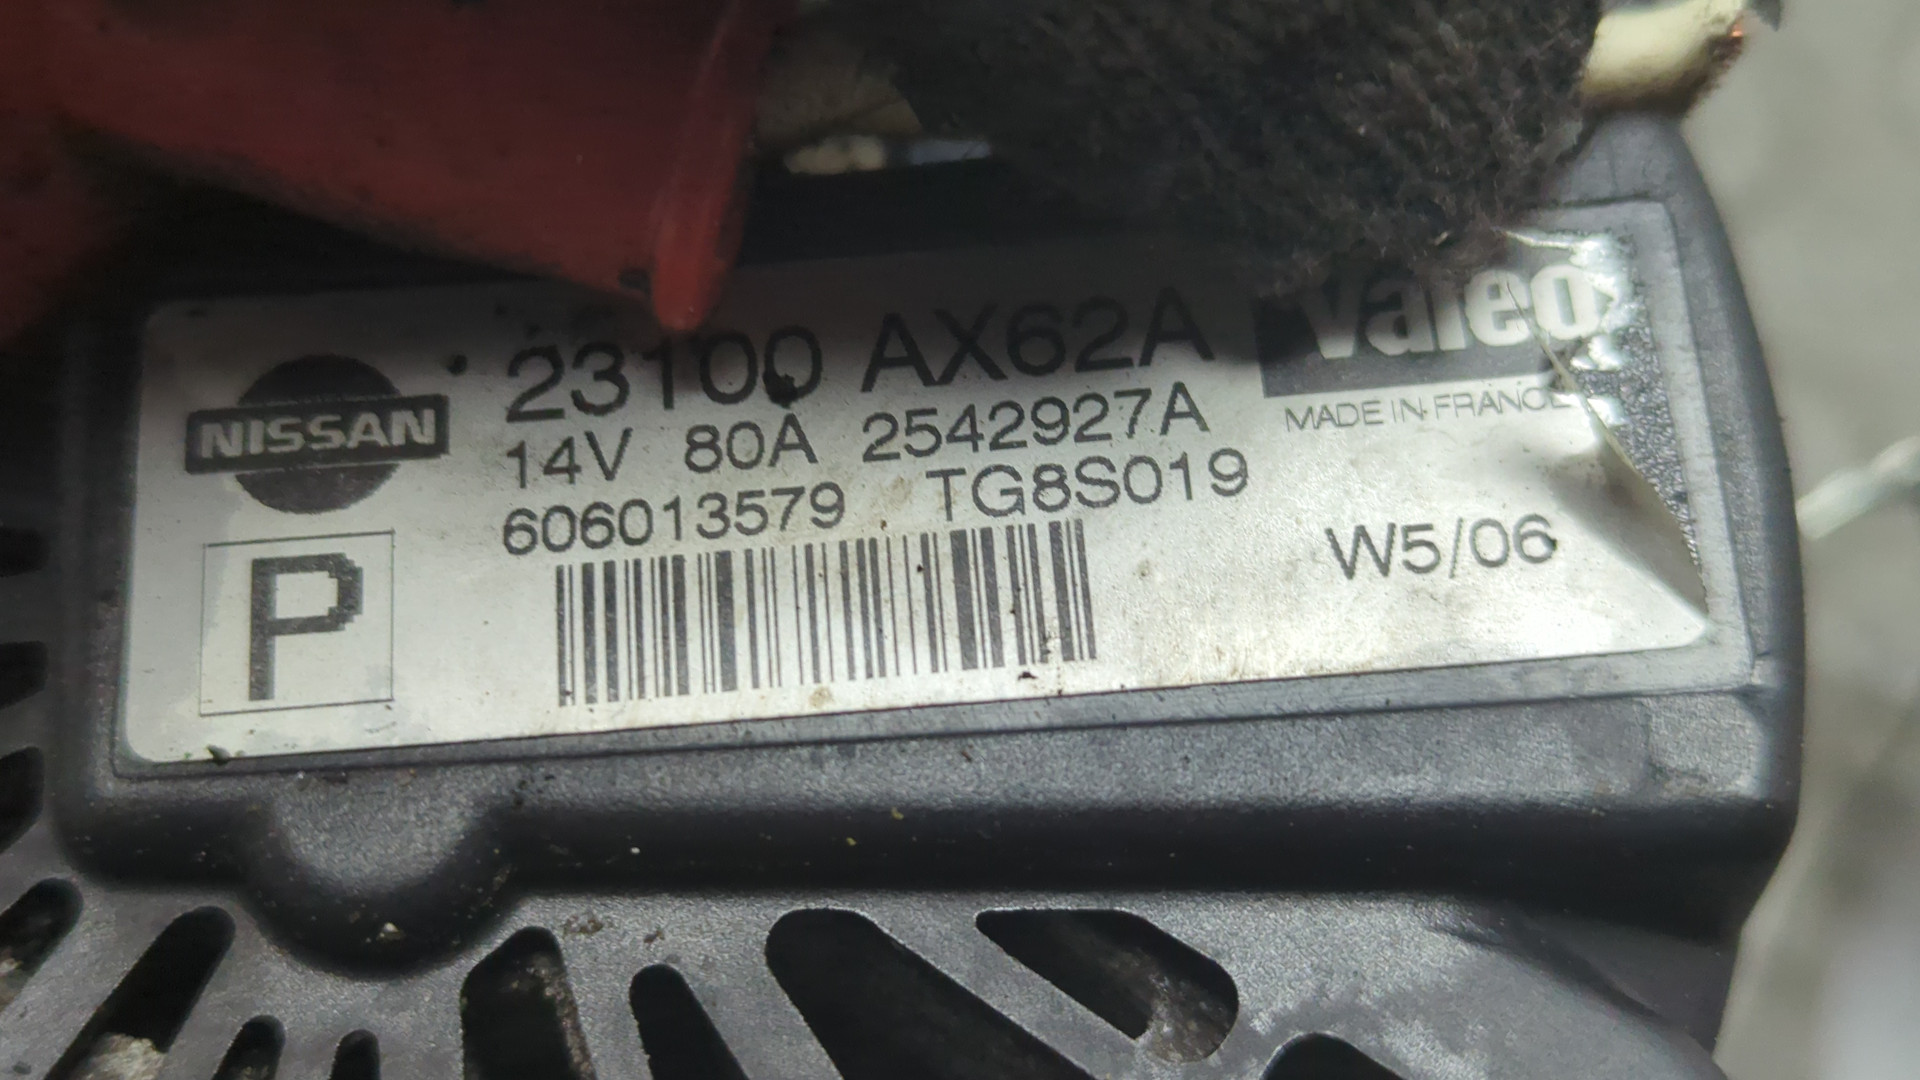 NISSAN
23100 AX62A
Valeo
MADE IN FRANCE
14V 80A 2542927A
606013579 TG8S019
W5/06
P